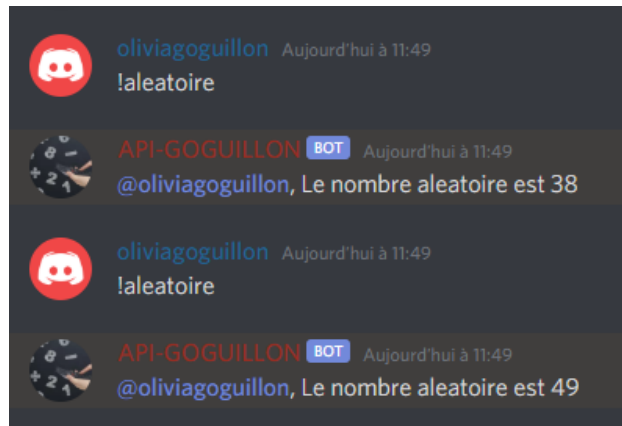 oliviagoguillon Aujourd'hui à 11:49
!aleatoire
API-GOGUILLON BOT Aujourd'hui à 11:49
@oliviagoguillon, Le nombre aleatoire est 38
oliviagoguillon Aujourd'hui à 11:49
!aleatoire
API-GOGUILLON BOT Aujourd'hui à 11:49
@oliviagoguillon, Le nombre aleatoire est 49